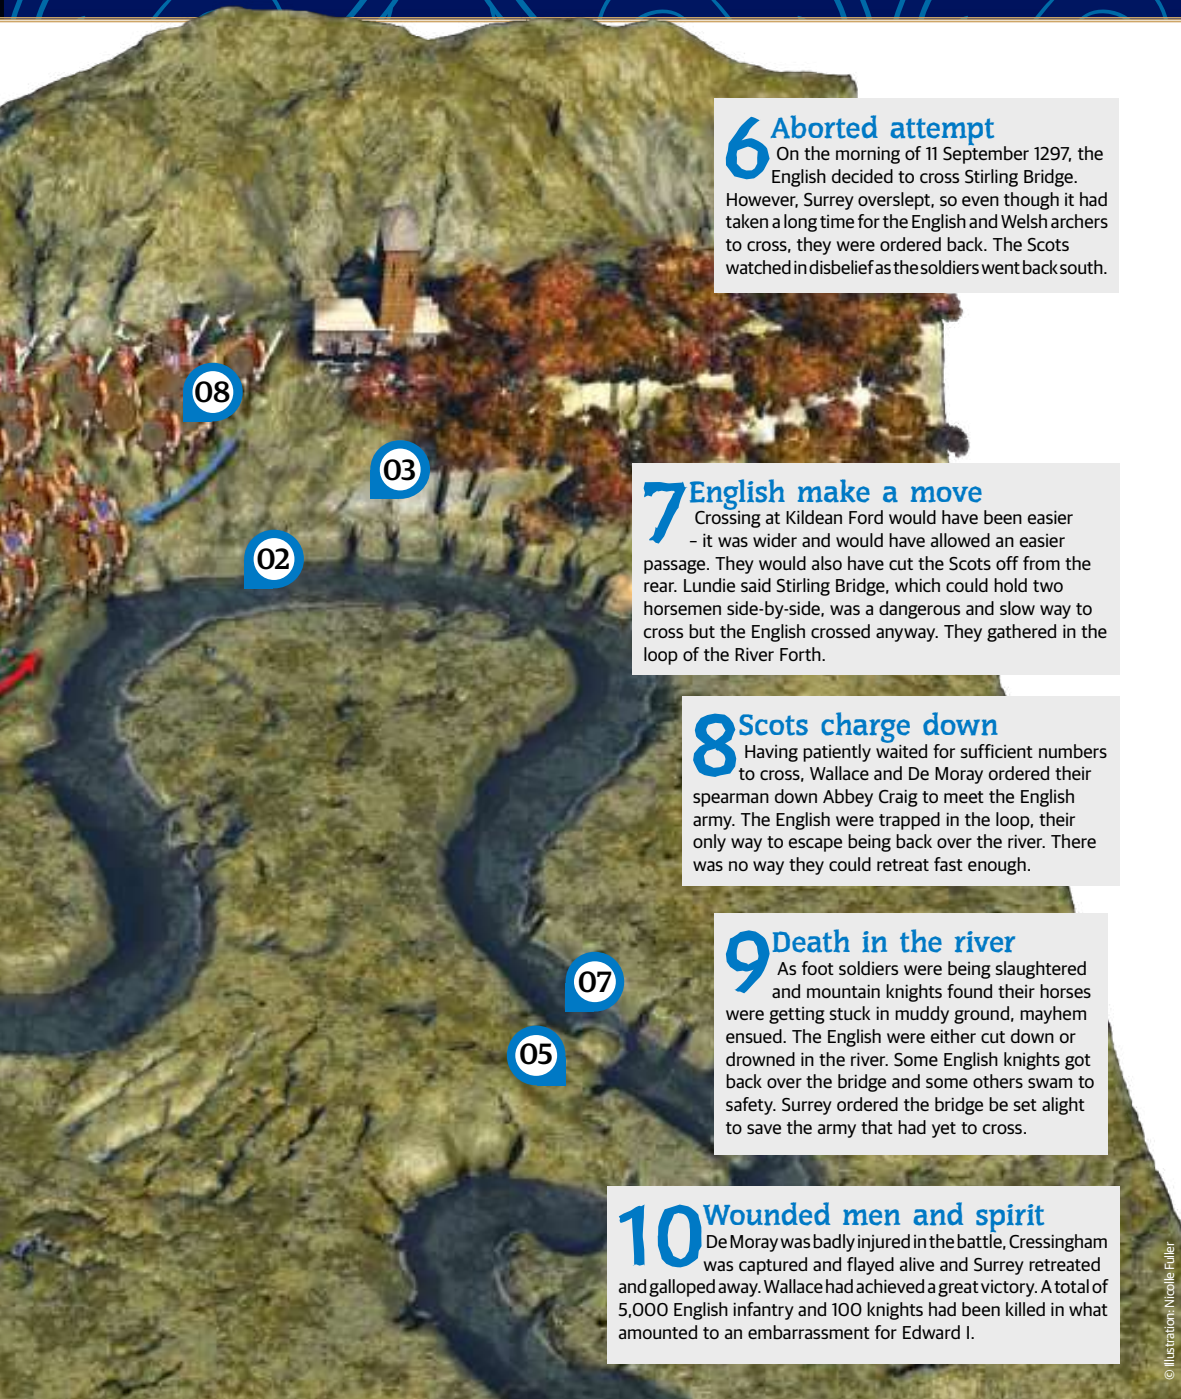 6 Aborted attempt
On the morning of 11 September 1297, the
English decided to cross Stirling Bridge.
However, Surrey overslept, so even though it had
taken a long time for the English and Welsh archers
to cross, they were ordered back. The Scots
watched in disbelief as the soldiers went back south.
08
03
02
7 English make a move
Crossing at Kildean Ford would have been easier
– it was wider and would have allowed an easier
passage. They would also have cut the Scots off from the
rear. Lundie said Stirling Bridge, which could hold two
horsemen side-by-side, was a dangerous and slow way to
cross but the English crossed anyway. They gathered in the
loop of the River Forth.
8 Scots charge down
Having patiently waited for sufficient numbers
to cross, Wallace and De Moray ordered their
spearman down Abbey Craig to meet the English
army. The English were trapped in the loop, their
only way to escape being back over the river. There
was no way they could retreat fast enough.
9 Death in the river
As foot soldiers were being slaughtered
and mountain knights found their horses
were getting stuck in muddy ground, mayhem
ensued. The English were either cut down or
drowned in the river. Some English knights got
back over the bridge and some others swam to
safety. Surrey ordered the bridge be set alight
to save the army that had yet to cross.
07
05
10 Wounded men and spirit
De Moray was badly injured in the battle, Cressingham
was captured and flayed alive and Surrey retreated
and galloped away. Wallace had achieved a great victory. A total of
5,000 English infantry and 100 knights had been killed in what
amounted to an embarrassment for Edward I.
© Illustration: Nicolle Fuller